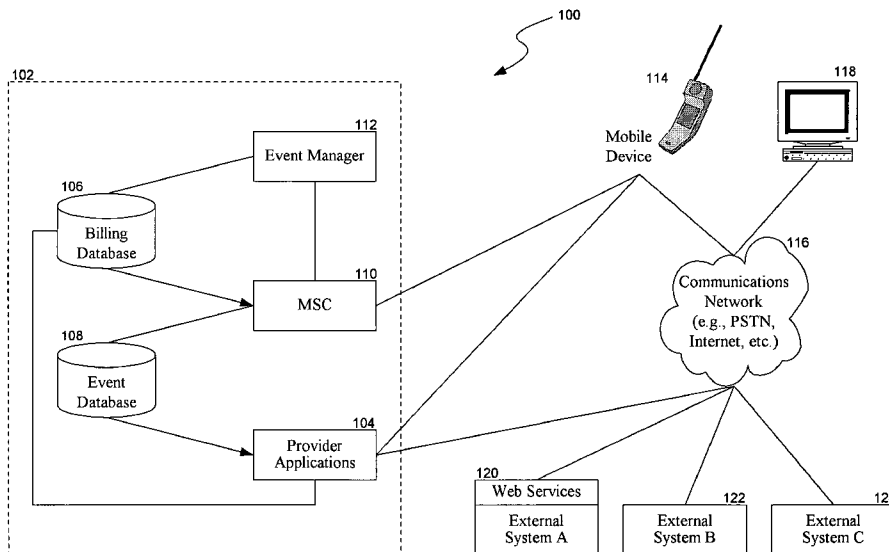 100
102
114
118
112
Event Manager
Mobile
Device
106
Billing
Database
116
110
MSC
Communications
Network
(e.g., PSTN,
Internet, etc.)
108
Event
Database
104
Provider
Applications
120
Web Services
External
System A
122
External
System B
12
External
System C